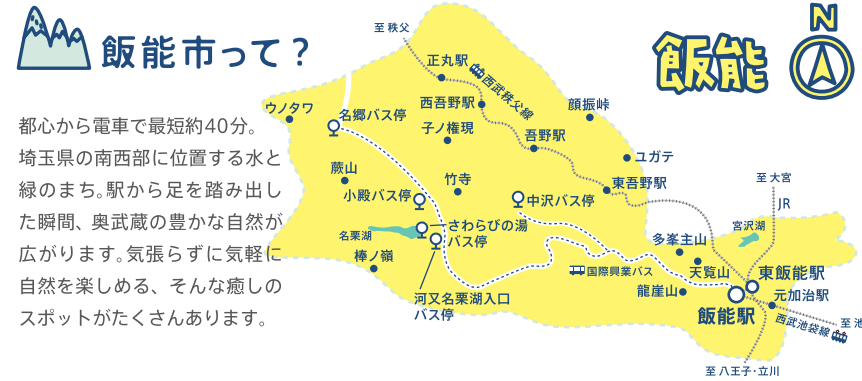 飯能市って？
都心から電車で最短約40分。
埼玉県の南西部に位置する水と
緑のまち。駅から足を踏み出し
た瞬間、奥武蔵の豊かな自然が
広がります。気張らずに気軽に
自然を楽しめる、そんな癒しの
スポットがたくさんあります。
飯能
N
至 秩父
正丸駅
西武秩父線
西吾野駅
顔振峠
ウノタワ
名郷バス停
子ノ権現
吾野駅
ユガテ
蕨山
竹寺
東吾野駅
至 大宮
小殿バス停
中沢バス停
JR
名栗湖
さわらびの湯
バス停
宮沢湖
多峯主山
棒ノ嶺
国際興業バス
天覧山
東飯能駅
河又名栗湖入口
バス停
龍崖山
元加治駅
飯能駅
西武池袋線
至 池
至 八王子・立川